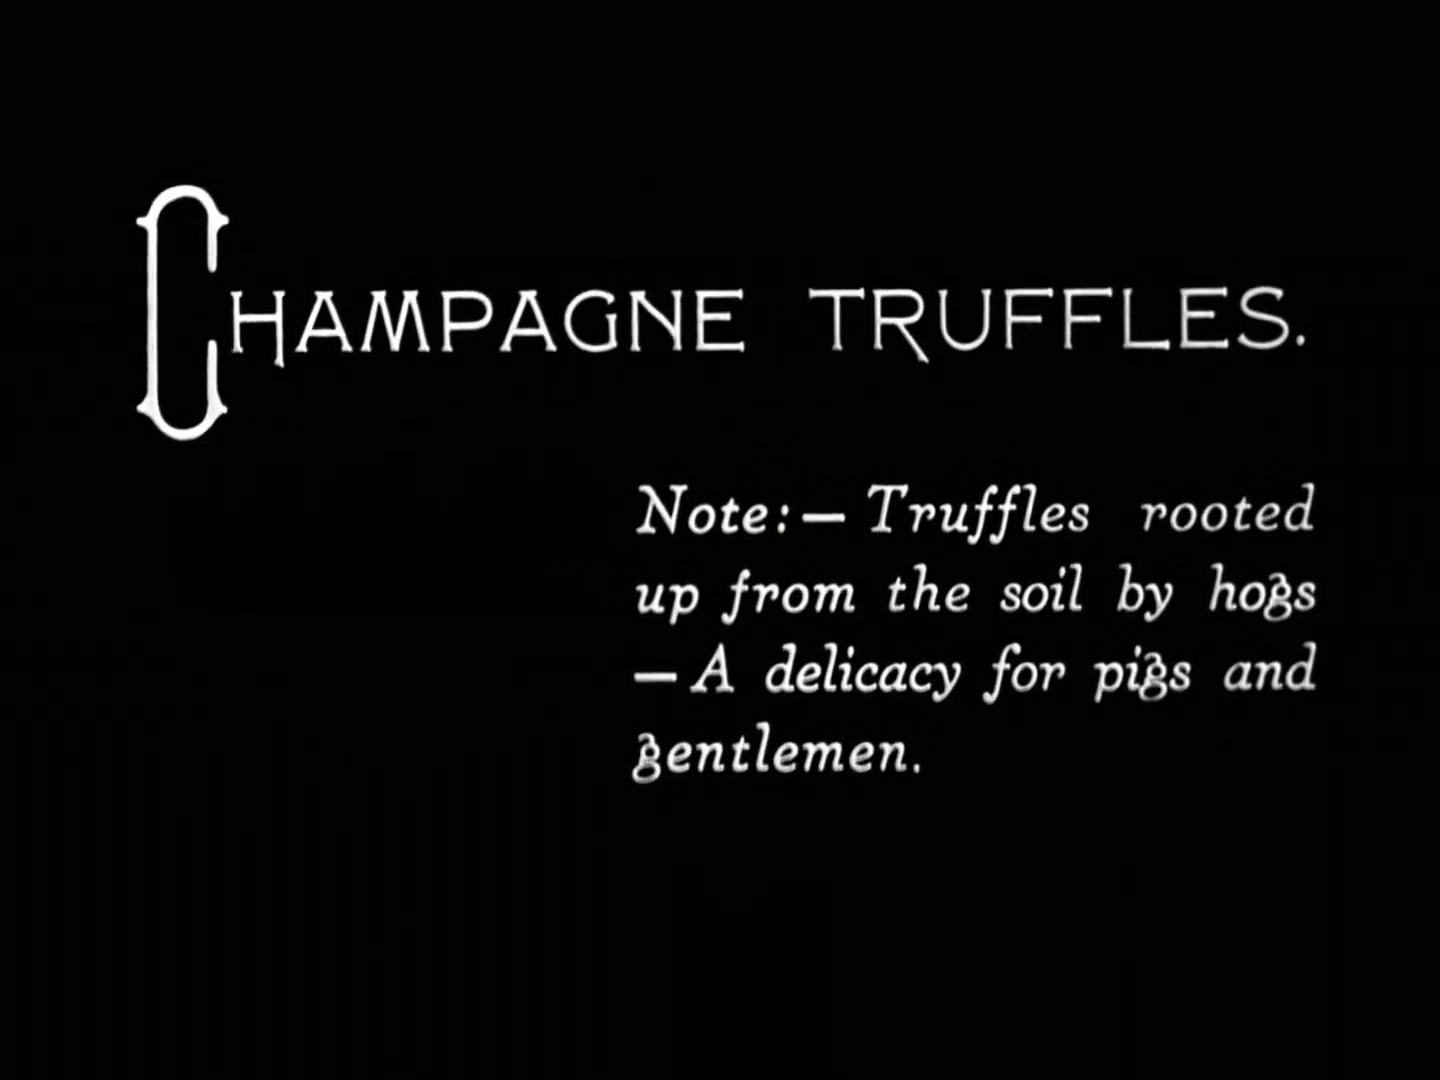 CHAMPAGNE TRUFFLES.
Note:— Truffles rooted
up from the soil by hogs
— A delicacy for pigs and
gentlemen.